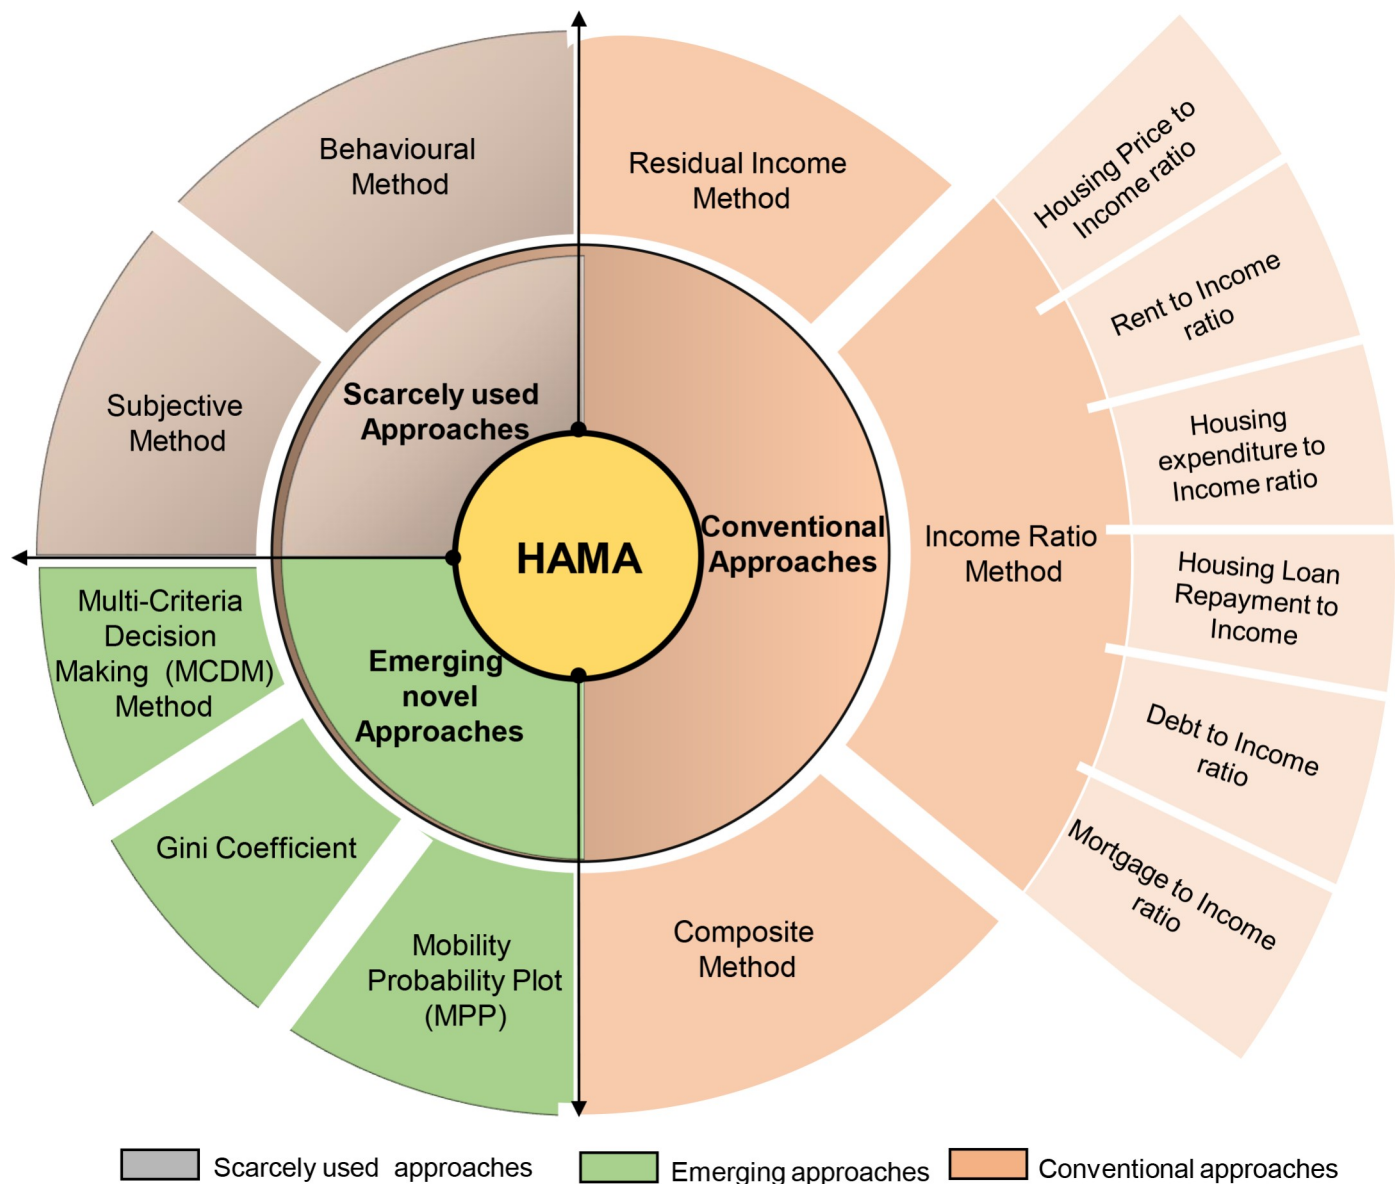 Behavioural
Method
Residual Income
Method
Housing Price to
Income ratio
Rent to Income
ratio
Subjective
Method
Scarcely used
Approaches
Housing
expenditure to
Income ratio
HAMA
Conventional
Approaches
Income Ratio
Method
Housing Loan
Repayment to
Income
Multi-Criteria
Decision
Making (MCDM)
Method
Emerging
novel
Approaches
Debt to Income
ratio
Gini Coefficient
Mortgage to Income
ratio
Mobility
Probability Plot
(MPP)
Composite
Method
Scarcely used approaches
Emerging approaches
Conventional approaches